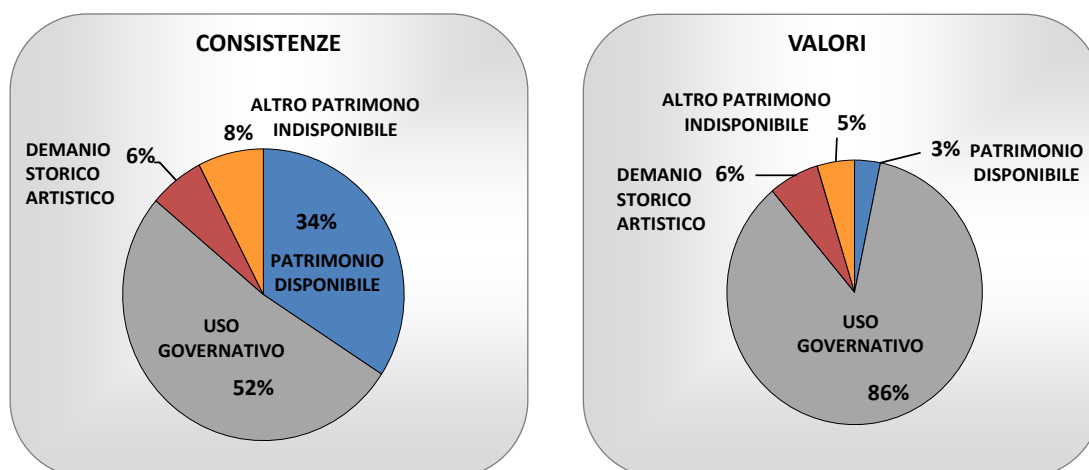 CONSISTENZE
ALTRO PATRIMONO
INDISPONIBILE
8%
DEMANIO
STORICO
ARTISTICO
6%
34%
PATRIMONIO
DISPONIBILE
USO
GOVERNATIVO
52%
VALORI
ALTRO PATRIMONO
INDISPONIBILE
5%
3%
PATRIMONIO
DISPONIBILE
DEMANIO
STORICO
ARTISTICO
6%
USO
GOVERNATIVO
86%